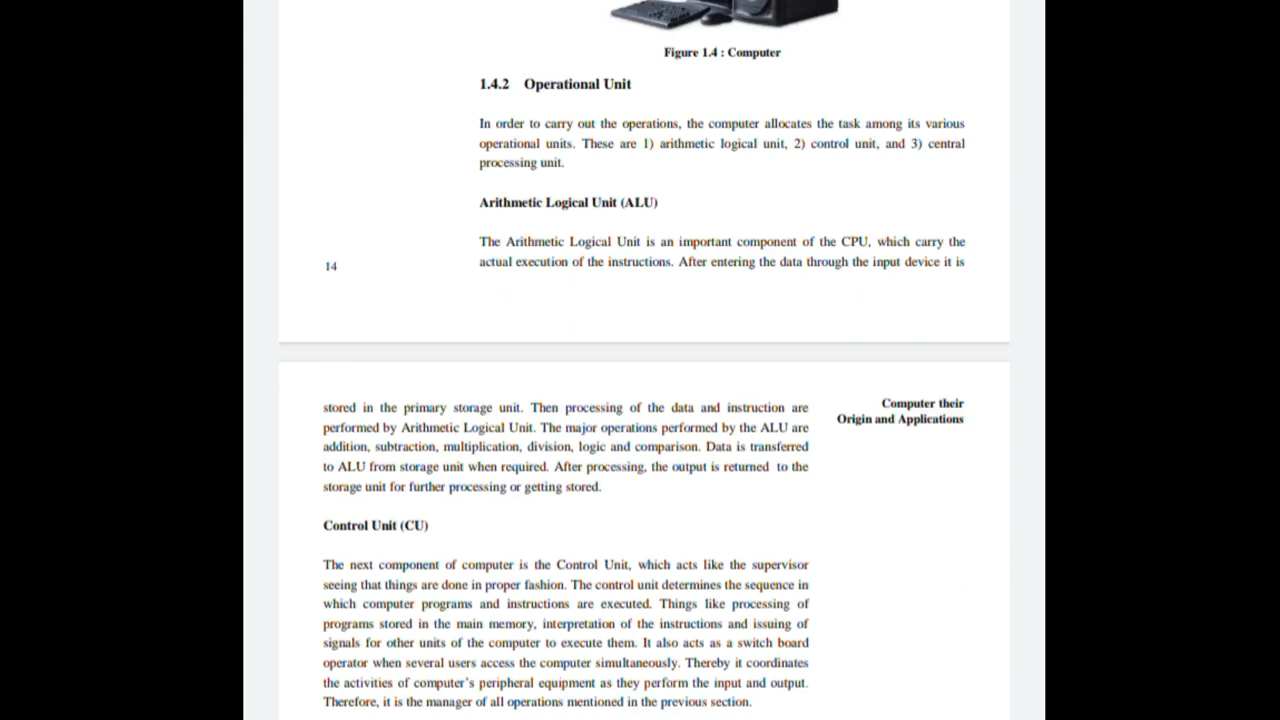 Figure 1.4 : Computer
1.4.2 Operational Unit
In order to carry out the operations, the computer allocates the task among its various
operational units. These are 1) arithmetic logical unit, 2) control unit, and 3) central
processing unit.
Arithmetic Logical Unit (ALU)
The Arithmetic Logical Unit is an important component of the CPU, which carry the
actual execution of the instructions. After entering the data through the input device it is
14
Computer their
Origin and Applications
stored in the primary storage unit. Then processing of the data and instruction are
performed by Arithmetic Logical Unit. The major operations performed by the ALU are
addition, subtraction, multiplication, division, logic and comparison. Data is transferred
to ALU from storage unit when required. After processing, the output is returned to the
storage unit for further processing or getting stored.
Control Unit (CU)
The next component of computer is the Control Unit, which acts like the supervisor
seeing that things are done in proper fashion. The control unit determines the sequence in
which computer programs and instructions are executed. Things like processing of
programs stored in the main memory, interpretation of the instructions and issuing of
signals for other units of the computer to execute them. It also acts as a switch board
operator when several users access the computer simultaneously. Thereby it coordinates
the activities of computer's peripheral equipment as they perform the input and output.
Therefore, it is the manager of all operations mentioned in the previous section.